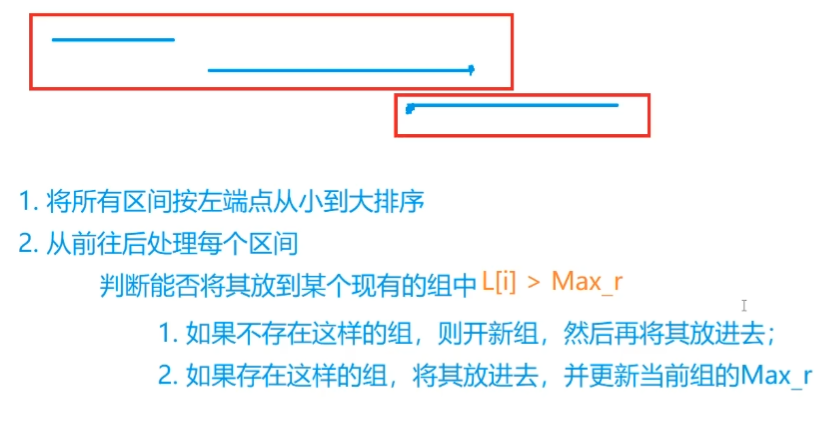 1. 将所有区间按左端点从小到大排序
2. 从前往后处理每个区间
判断能否将其放到某个现有的组中 L[i] > Max_r
1. 如果不存在这样的组，则开新组，然后再将其放进去；
2. 如果存在这样的组，将其放进去，并更新当前组的Max_r